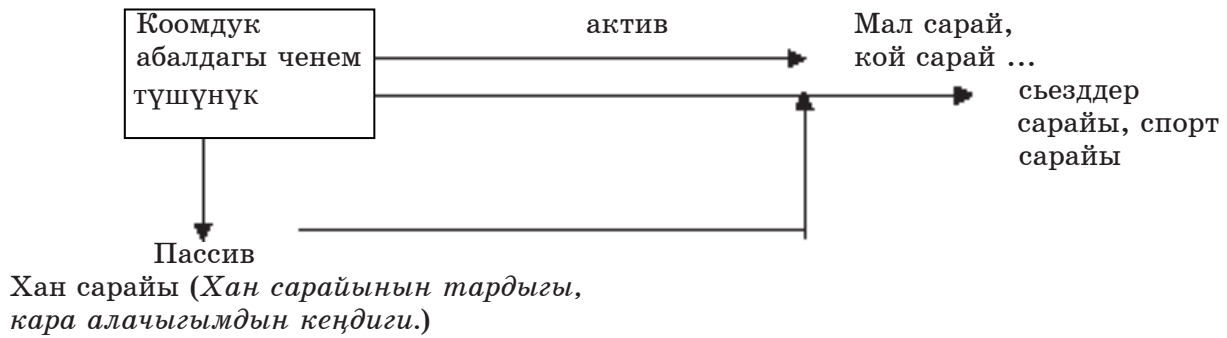 Коомдук
абалдагы ченем
түшүнүк
актив
Мал сарай,
кой сарай ...
сьезддер
сарайы, спорт
сарайы
Пассив
Хан сарайы (Хан сарайынын тардыгы,
кара алачыгымдын кеңдиги.)